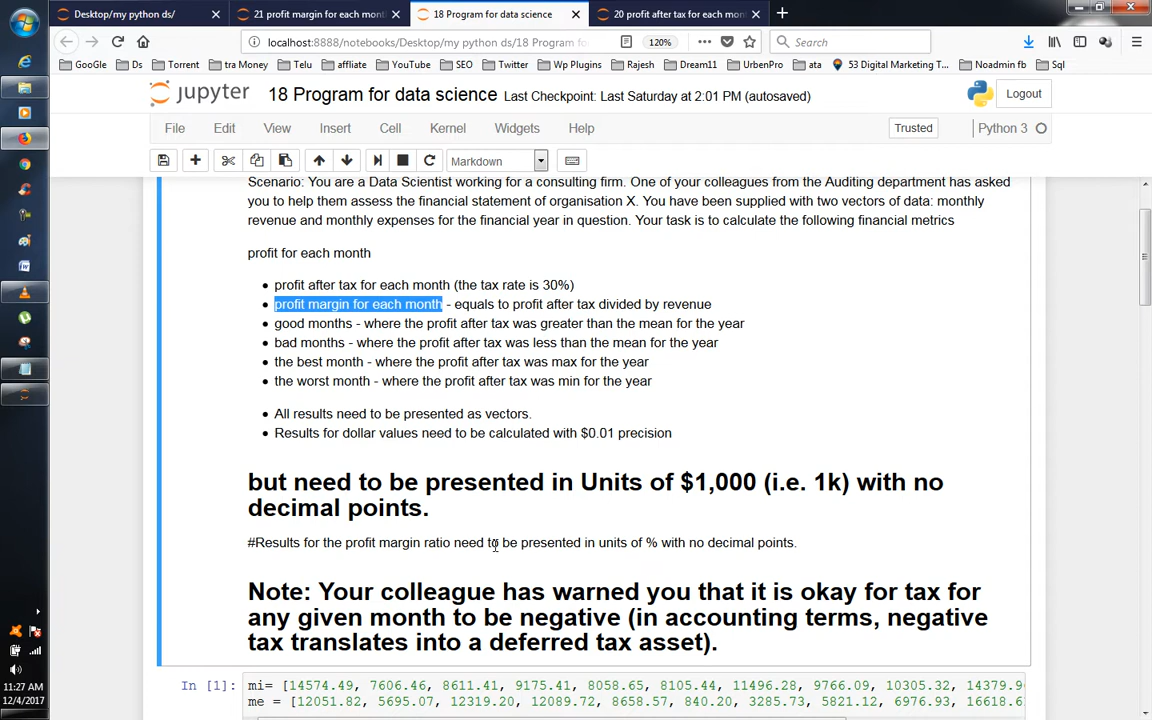 Desktop/my python ds/
21 profit margin for each mont
18 Program for data science
20 profit after tax for each mon
localhost:8888/notebooks/Desktop/my python ds/18 Program fo
120%
Search
GooGle
Ds
Torrent
tra Money
Telu
affliate
YouTube
SEO
Twitter
Wp Plugins
Rajesh
Dream11
UrbenPro
ata
53 Digital Marketing T...
Noadmin fb
Sql
jupyter
18 Program for data science Last Checkpoint: Last Saturday at 2:01 PM (autosaved)
Logout
File
Edit
View
Insert
Cell
Kernel
Widgets
Help
Trusted
Python 3
Markdown
Scenario: You are a Data Scientist working for a consulting firm. One of your colleagues from the Auditing department has asked
you to help them assess the financial statement of organisation X. You have been supplied with two vectors of data: monthly
revenue and monthly expenses for the financial year in question. Your task is to calculate the following financial metrics
profit for each month
• profit after tax for each month (the tax rate is 30%)
• profit margin for each month - equals to profit after tax divided by revenue
• good months - where the profit after tax was greater than the mean for the year
• bad months - where the profit after tax was less than the mean for the year
• the best month - where the profit after tax was max for the year
• the worst month - where the profit after tax was min for the year
• All results need to be presented as vectors.
• Results for dollar values need to be calculated with $0.01 precision
but need to be presented in Units of $1,000 (i.e. 1k) with no
decimal points.
#Results for the profit margin ratio need to be presented in units of % with no decimal points.
Note: Your colleague has warned you that it is okay for tax for
any given month to be negative (in accounting terms, negative
tax translates into a deferred tax asset).
In [1]: mi= [14574.49, 7606.46, 8611.41, 9175.41, 8058.65, 8105.44, 11496.28, 9766.09, 10305.32, 14379.9
me = [12051.82, 5695.07, 12319.20, 12089.72, 8658.57, 840.20, 3285.73, 5821.12, 6976.93, 16618.6
11:27 AM
12/4/2017